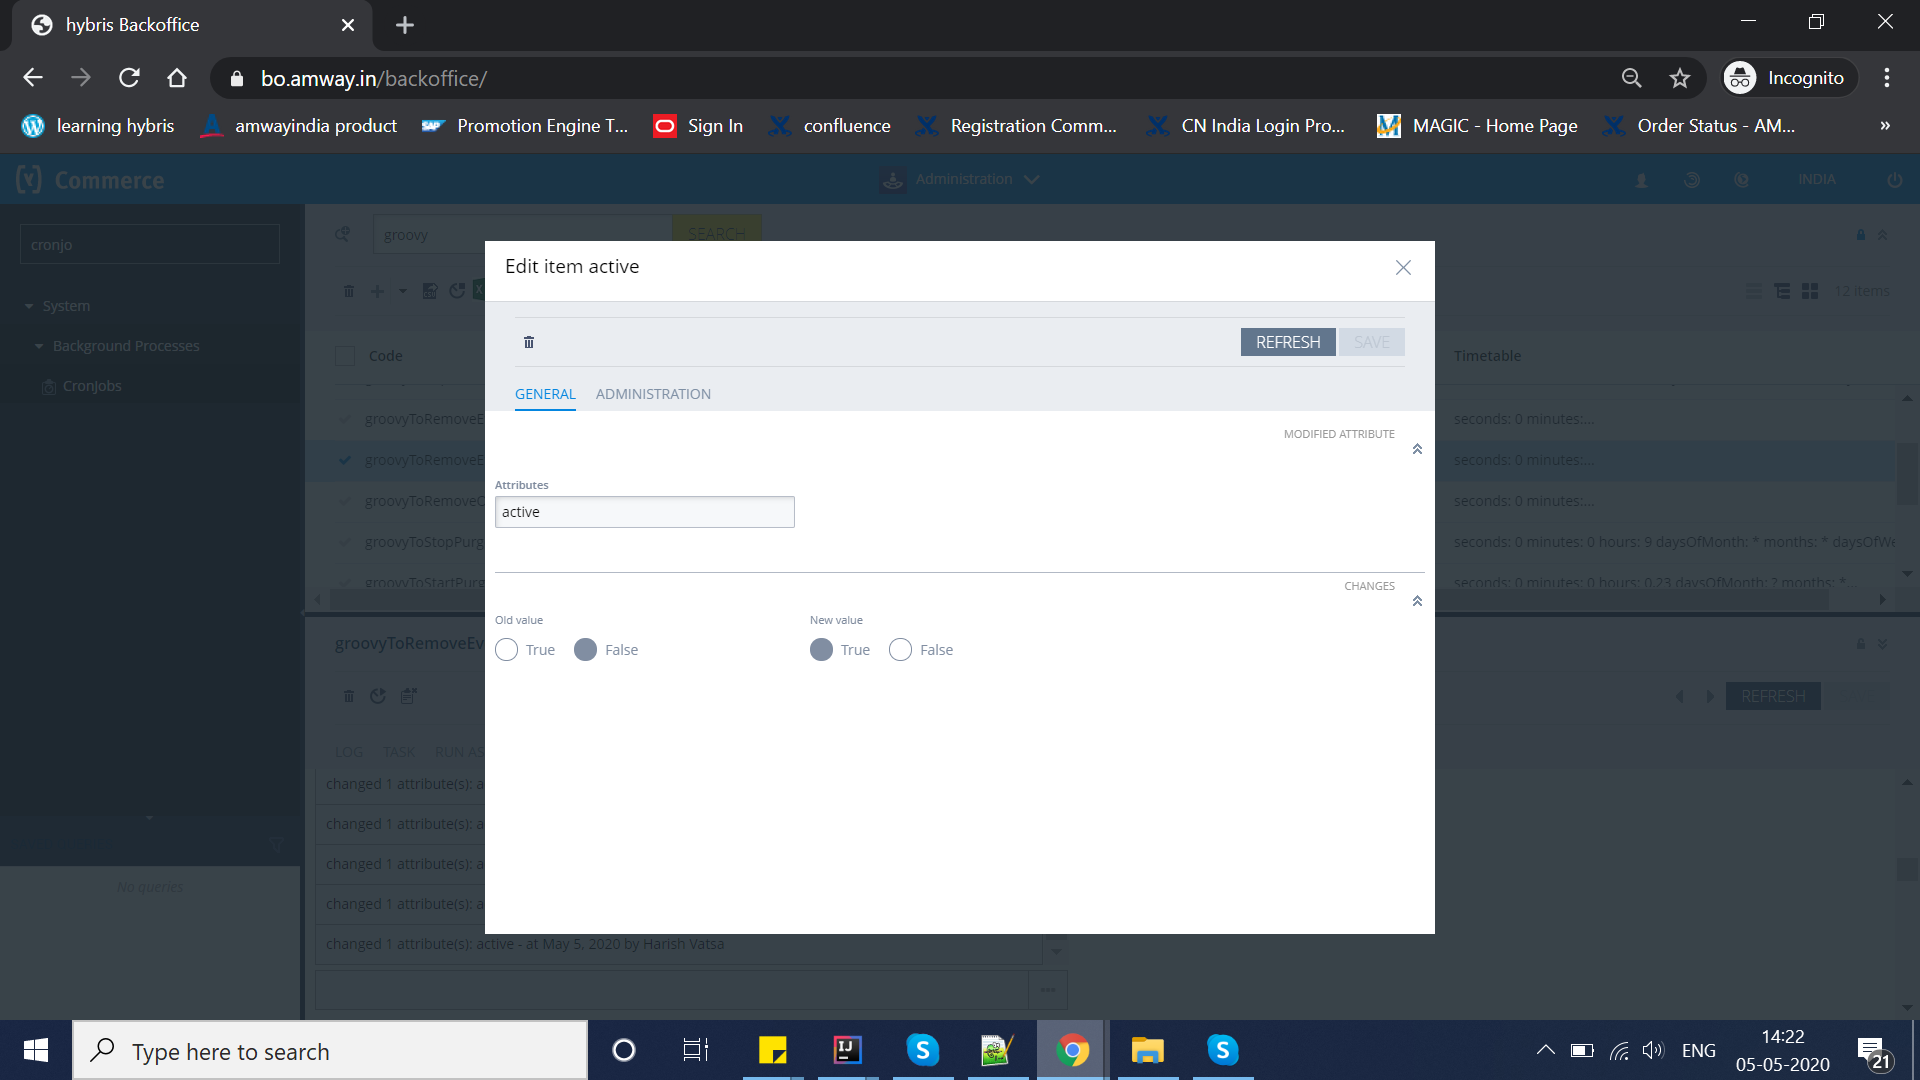 hybris Backoffice
bo.amway.in/backoffice/
Incognito
learning hybris
amwayindia product
Promotion Engine T...
Sign In
confluence
Registration Comm...
CN India Login Pro...
MAGIC - Home Page
Order Status - AM...
»
Commerce
Administration
INDIA
cronjo
groovy
SEARCH
System
Background Processes
CronJobs
12 items
Code
Timetable
groovyToRemoveE
seconds: 0 minutes:...
groovyToRemoveE
seconds: 0 minutes:...
groovyToRemoveC
seconds: 0 minutes:...
groovyToStopPurg
seconds: 0 minutes: 0 hours: 9 daysOfMonth: * months: * daysOfWe
groovyToStartPurg
seconds: 0 minutes: 0 hours: 0,23 daysOfMonth: ? months: *...
Edit item active
REFRESH
SAVE
GENERAL
ADMINISTRATION
MODIFIED ATTRIBUTE
Attributes
active
CHANGES
Old value
New value
True
False
True
False
groovyToRemoveEv
REFRESH
LOG
TASK
RUN AS
changed 1 attribute(s): a
changed 1 attribute(s): a
changed 1 attribute(s): a
changed 1 attribute(s): a
changed 1 attribute(s): active - at May 5, 2020 by Harish Vatsa
No queries
Type here to search
ENG
14:22
05-05-2020
21